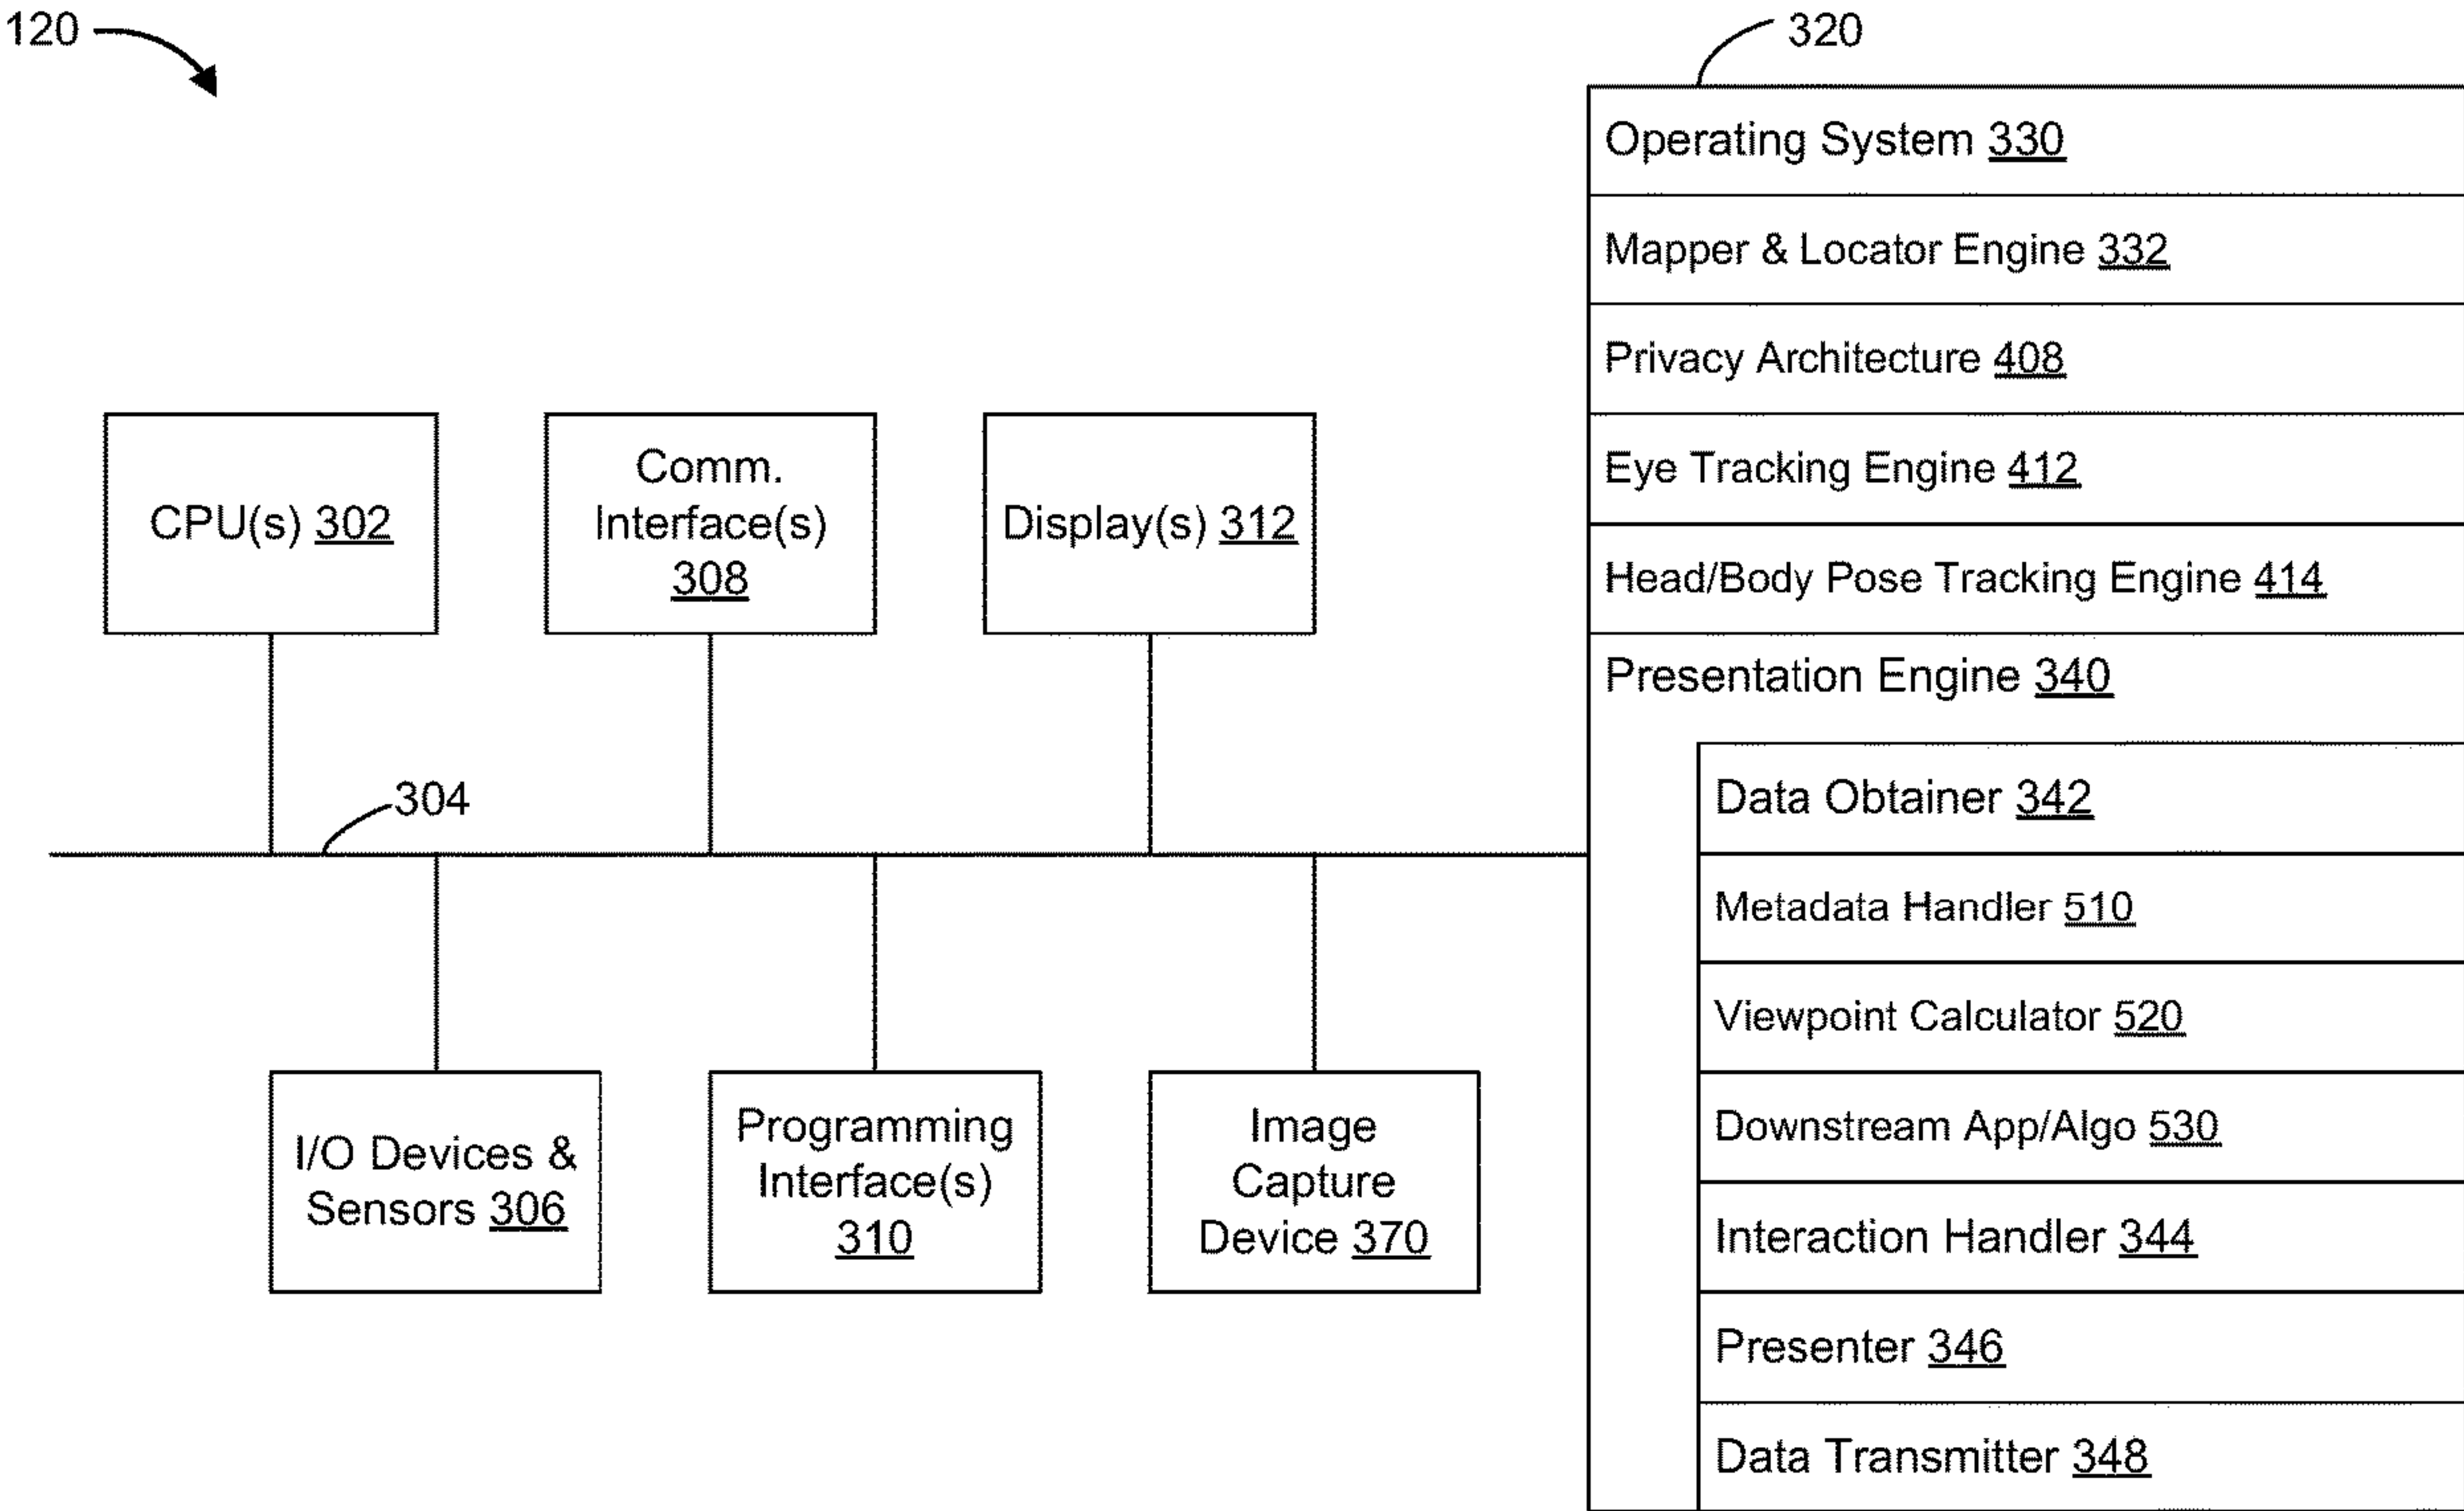 120
320
Operating System 330
Mapper & Locator Engine 332
Privacy Architecture 408
Eye Tracking Engine 412
Head/Body Pose Tracking Engine 414
Presentation Engine 340
Data Obtainer 342
Metadata Handler 510
Viewpoint Calculator 520
Downstream App/Algo 530
Interaction Handler 344
Presenter 346
Data Transmitter 348
CPU(s) 302
Comm.
Interface(s)
308
Display(s) 312
304
I/O Devices &
Sensors 306
Programming
Interface(s)
310
Image
Capture
Device 370